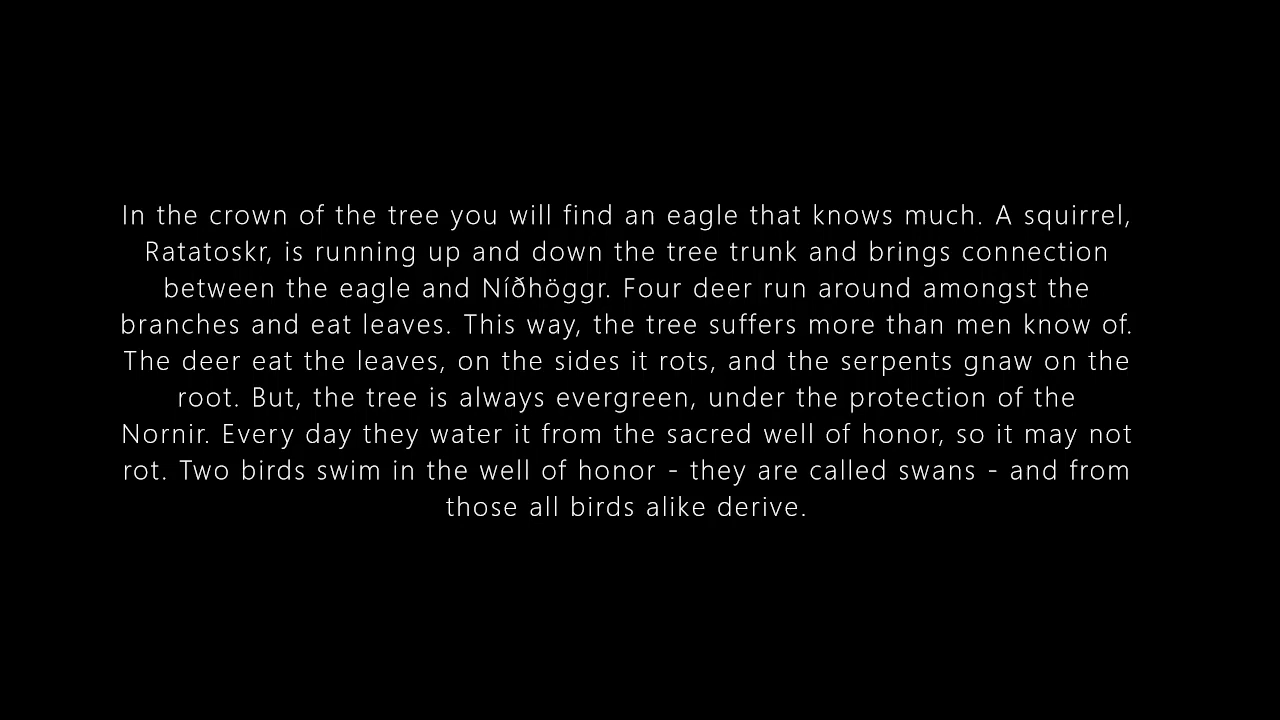 In the crown of the tree you will find an eagle that knows much. A squirrel,
Ratatoskr, is running up and down the tree trunk and brings connection
between the eagle and Níðhöggr. Four deer run around amongst the
branches and eat leaves. This way, the tree suffers more than men know of.
The deer eat the leaves, on the sides it rots, and the serpents gnaw on the
root. But, the tree is always evergreen, under the protection of the
Nornir. Every day they water it from the sacred well of honor, so it may not
rot. Two birds swim in the well of honor - they are called swans - and from
those all birds alike derive.